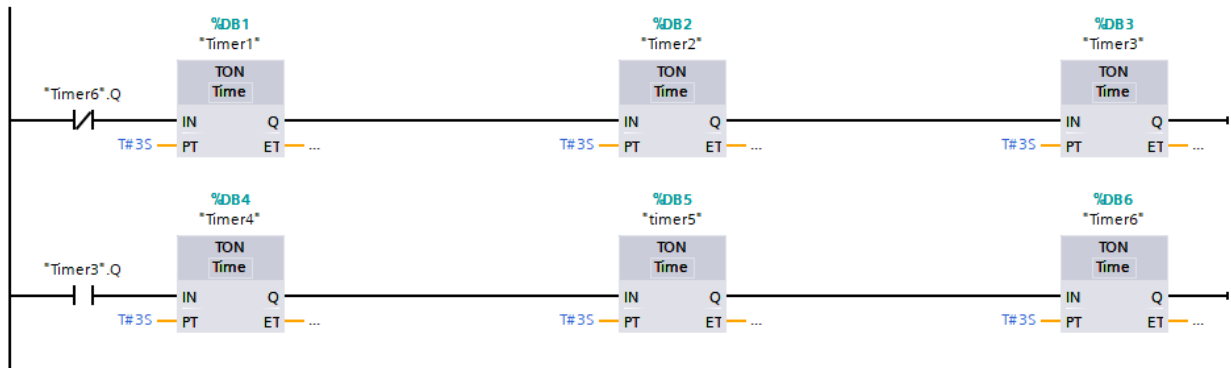 %DB1 %DB2 %DB3
"Timer1" "Timer2" "Timer3"
TON TON TON
"Timer6".Q Time Time Time
IN Q IN Q IN Q
T#3S PT ET ... T#3S PT ET ... T#3S PT ET ...
%DB4 %DB5 %DB6
"Timer4" "timer5" "Timer6"
TON TON TON
"Timer3".Q Time Time Time
IN Q IN Q IN Q
T#3S PT ET ... T#3S PT ET ... T#3S PT ET ...